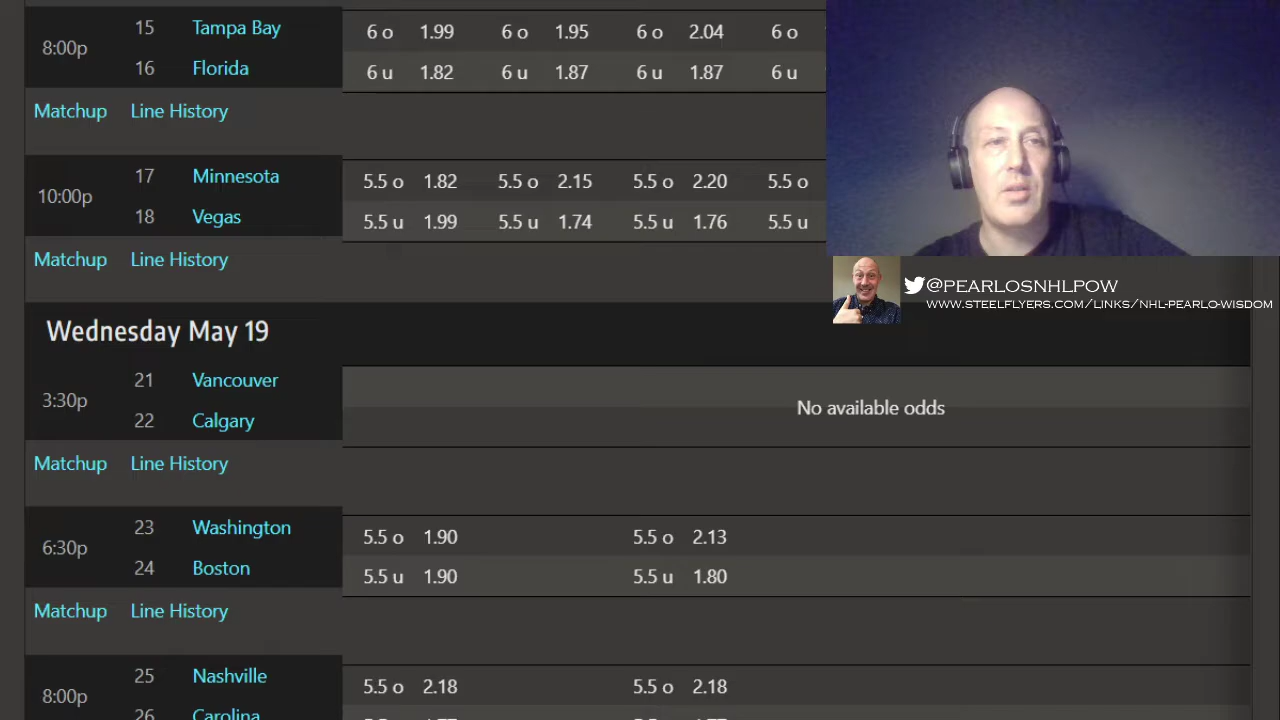 8:00p 15 Tampa Bay 6 o 1.99 6 o 1.95 6 o 2.04 6 o
16 Florida 6 u 1.82 6 u 1.87 6 u 1.87 6 u
Matchup Line History
10:00p 17 Minnesota 5.5 o 1.82 5.5 o 2.15 5.5 o 2.20 5.5 o
18 Vegas 5.5 u 1.99 5.5 u 1.74 5.5 u 1.76 5.5 u
Matchup Line History
@PEARLOSNHLPOW
WWW.STEELFLYERS.COM/LINKS/NHL-PEARLO-WISDOM
Wednesday May 19
3:30p 21 Vancouver
22 Calgary
No available odds
Matchup Line History
6:30p 23 Washington 5.5 o 1.90 5.5 o 2.13
24 Boston 5.5 u 1.90 5.5 u 1.80
Matchup Line History
8:00p 25 Nashville 5.5 o 2.18 5.5 o 2.18
26 Carolina